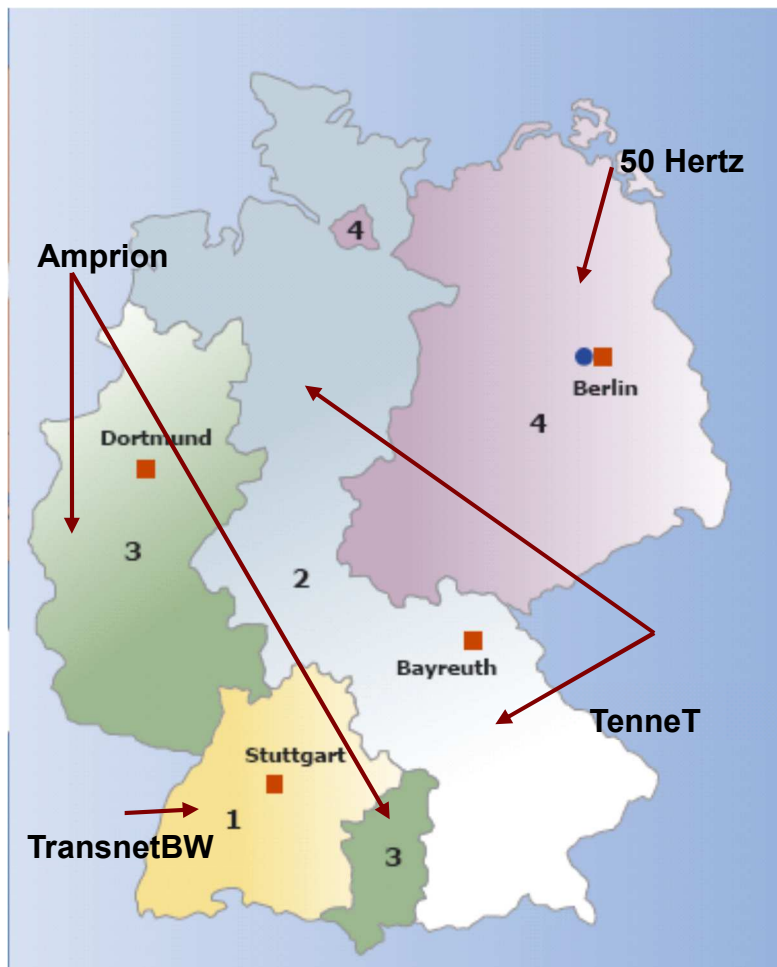 50 Hertz
4
Amprion
Berlin
4
Dortmund
3
2
Bayreuth
TenneT
Stuttgart
1
TransnetBW
3